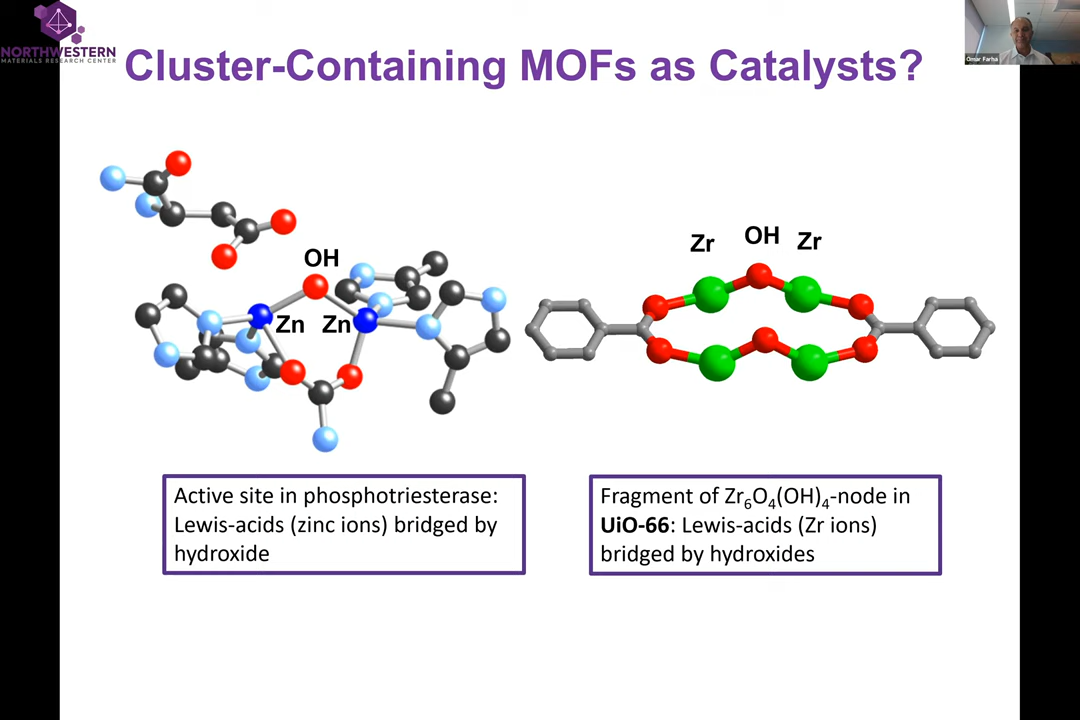 NORTHWESTERN
MATERIALS RESEARCH CENTER
Cluster-Containing MOFs as Catalysts?
Omar Farha
OH
Zn Zn
Zr OH Zr
Active site in phosphotriesterase:
Lewis-acids (zinc ions) bridged by
hydroxide
Fragment of Zr₆O₄(OH)₄-node in
UiO-66: Lewis-acids (Zr ions)
bridged by hydroxides